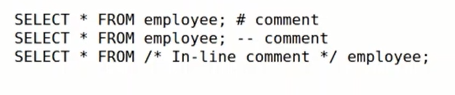 SELECT * FROM employee; # comment
SELECT * FROM employee; -- comment
SELECT * FROM /* In-line comment */ employee;